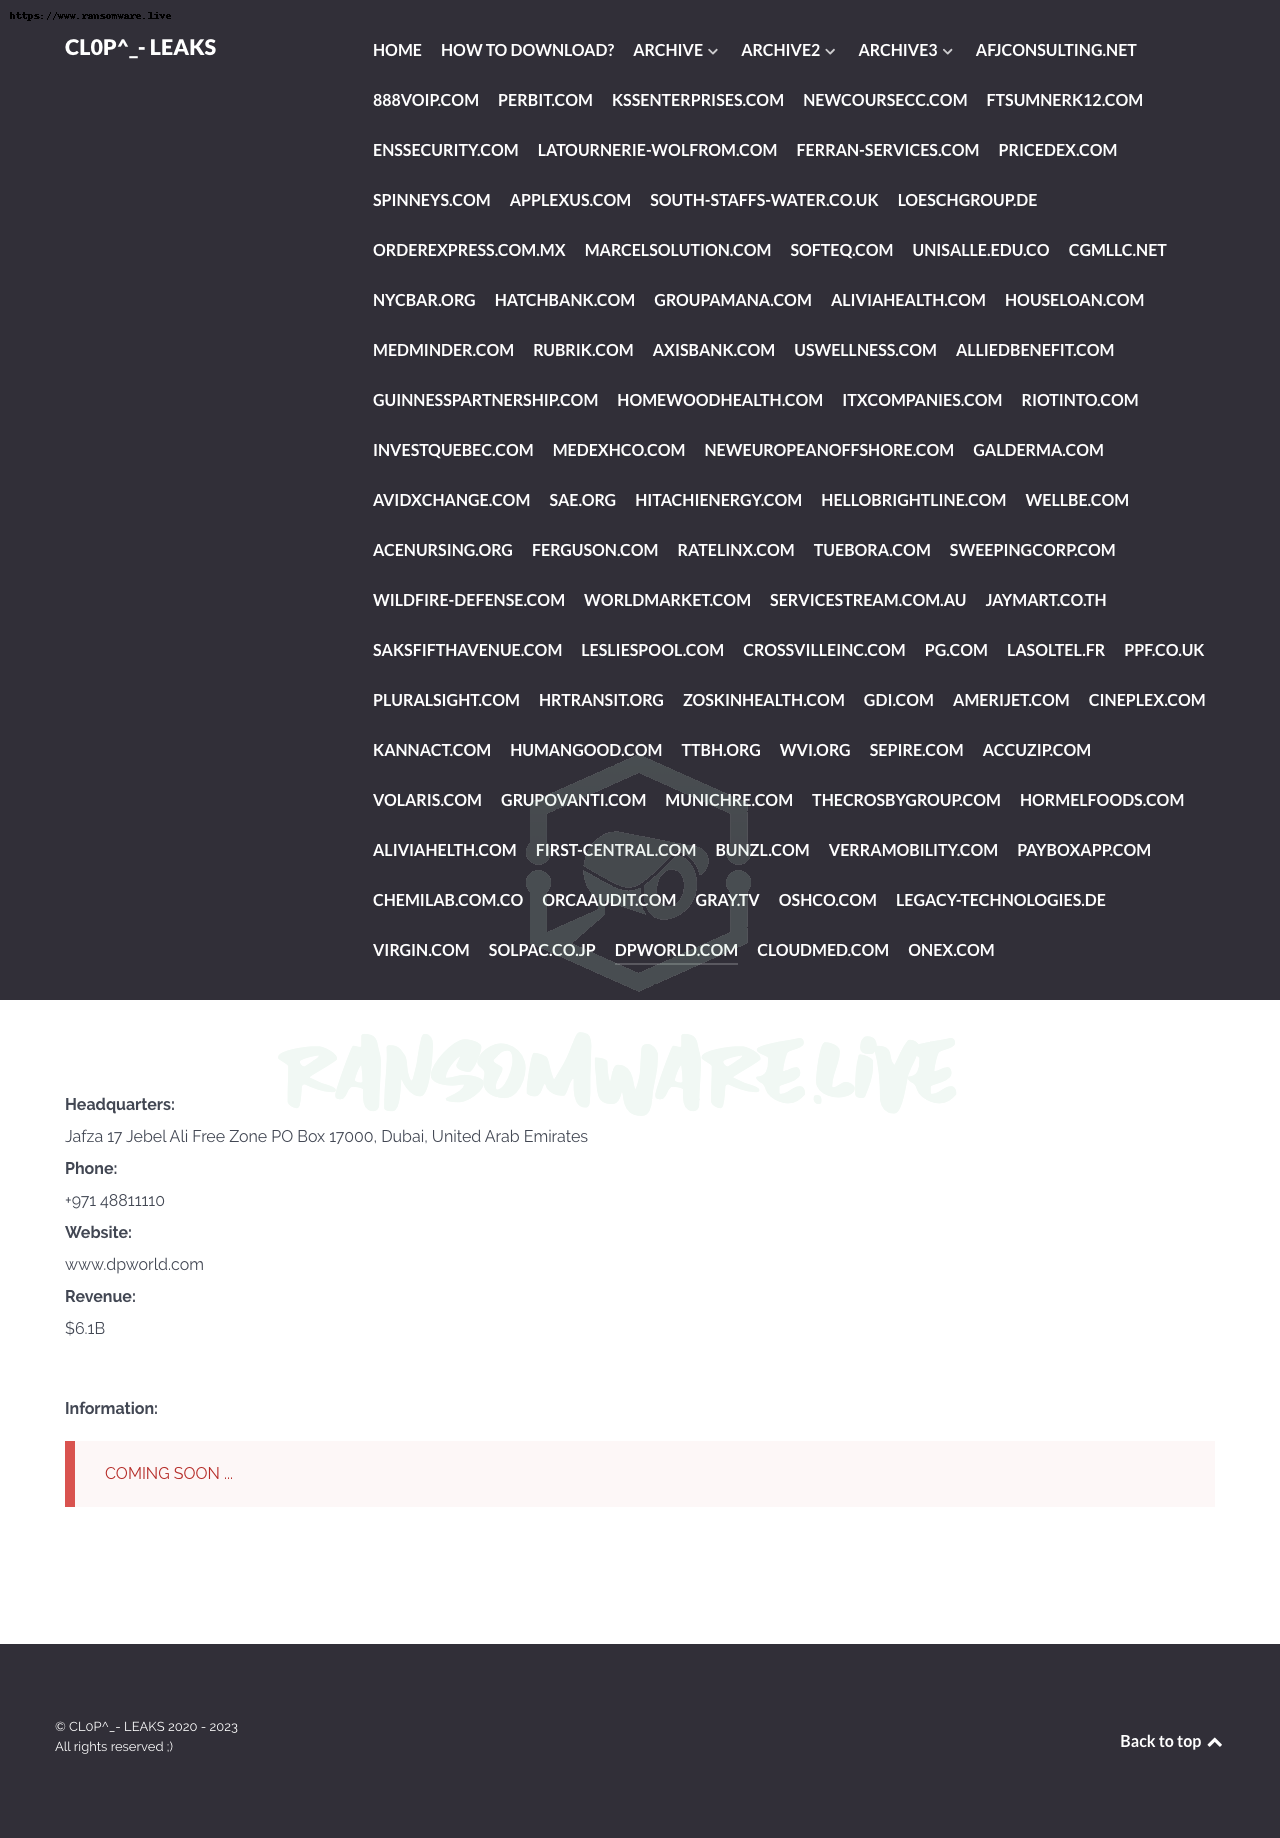 https://www.ransomware.live
CL0P^_- LEAKS
HOME HOW TO DOWNLOAD? ARCHIVE ARCHIVE2 ARCHIVE3 AFJCONSULTING.NET
888VOIP.COM PERBIT.COM KSSENTERPRISES.COM NEWCOURSECC.COM FTSUMNERK12.COM
ENSSECURITY.COM LATOURNERIE-WOLFROM.COM FERRAN-SERVICES.COM PRICEDEX.COM
SPINNEYS.COM APPLEXUS.COM SOUTH-STAFFS-WATER.CO.UK LOESCHGROUP.DE
ORDEREXPRESS.COM.MX MARCELSOLUTION.COM SOFTEQ.COM UNISALLE.EDU.CO CGMLLC.NET
NYCBAR.ORG HATCHBANK.COM GROUPAMANA.COM ALIVIAHEALTH.COM HOUSELOAN.COM
MEDMINDER.COM RUBRIK.COM AXISBANK.COM USWELLNESS.COM ALLIEDBENEFIT.COM
GUINNESSPARTNERSHIP.COM HOMEWOODHEALTH.COM ITXCOMPANIES.COM RIOTINTO.COM
INVESTQUEBEC.COM MEDEXHCO.COM NEWEUROPEANOFFSHORE.COM GALDERMA.COM
AVIDXCHANGE.COM SAE.ORG HITACHIENERGY.COM HELLOBRIGHTLINE.COM WELLBE.COM
ACENURSING.ORG FERGUSON.COM RATELINX.COM TUEBORA.COM SWEEPINGCORP.COM
WILDFIRE-DEFENSE.COM WORLDMARKET.COM SERVICESTREAM.COM.AU JAYMART.CO.TH
SAKSFIFTHAVENUE.COM LESLIESPOOL.COM CROSSVILLEINC.COM PG.COM LASOLTEL.FR PPF.CO.UK
PLURALSIGHT.COM HRTRANSIT.ORG ZOSKINHEALTH.COM GDI.COM AMERIJET.COM CINEPLEX.COM
KANNACT.COM HUMANGOOD.COM TTBH.ORG WVI.ORG SEPIRE.COM ACCUZIP.COM
VOLARIS.COM GRUPOVANTI.COM MUNICHRE.COM THECROSBYGROUP.COM HORMELFOODS.COM
ALIVIAHELTH.COM FIRST-CENTRAL.COM BUNZL.COM VERRAMOBILITY.COM PAYBOXAPP.COM
CHEMILAB.COM.CO ORCAAUDIT.COM GRAY.TV OSHCO.COM LEGACY-TECHNOLOGIES.DE
VIRGIN.COM SOLPAC.CO.JP DPWORLD.COM CLOUDMED.COM ONEX.COM
RANSOMWARE.LiVE
Headquarters:
Jafza 17 Jebel Ali Free Zone PO Box 17000, Dubai, United Arab Emirates
Phone:
+971 48811110
Website:
www.dpworld.com
Revenue:
$6.1B
Information:
COMING SOON ...
© CL0P^_- LEAKS 2020 - 2023
All rights reserved ;)
Back to top